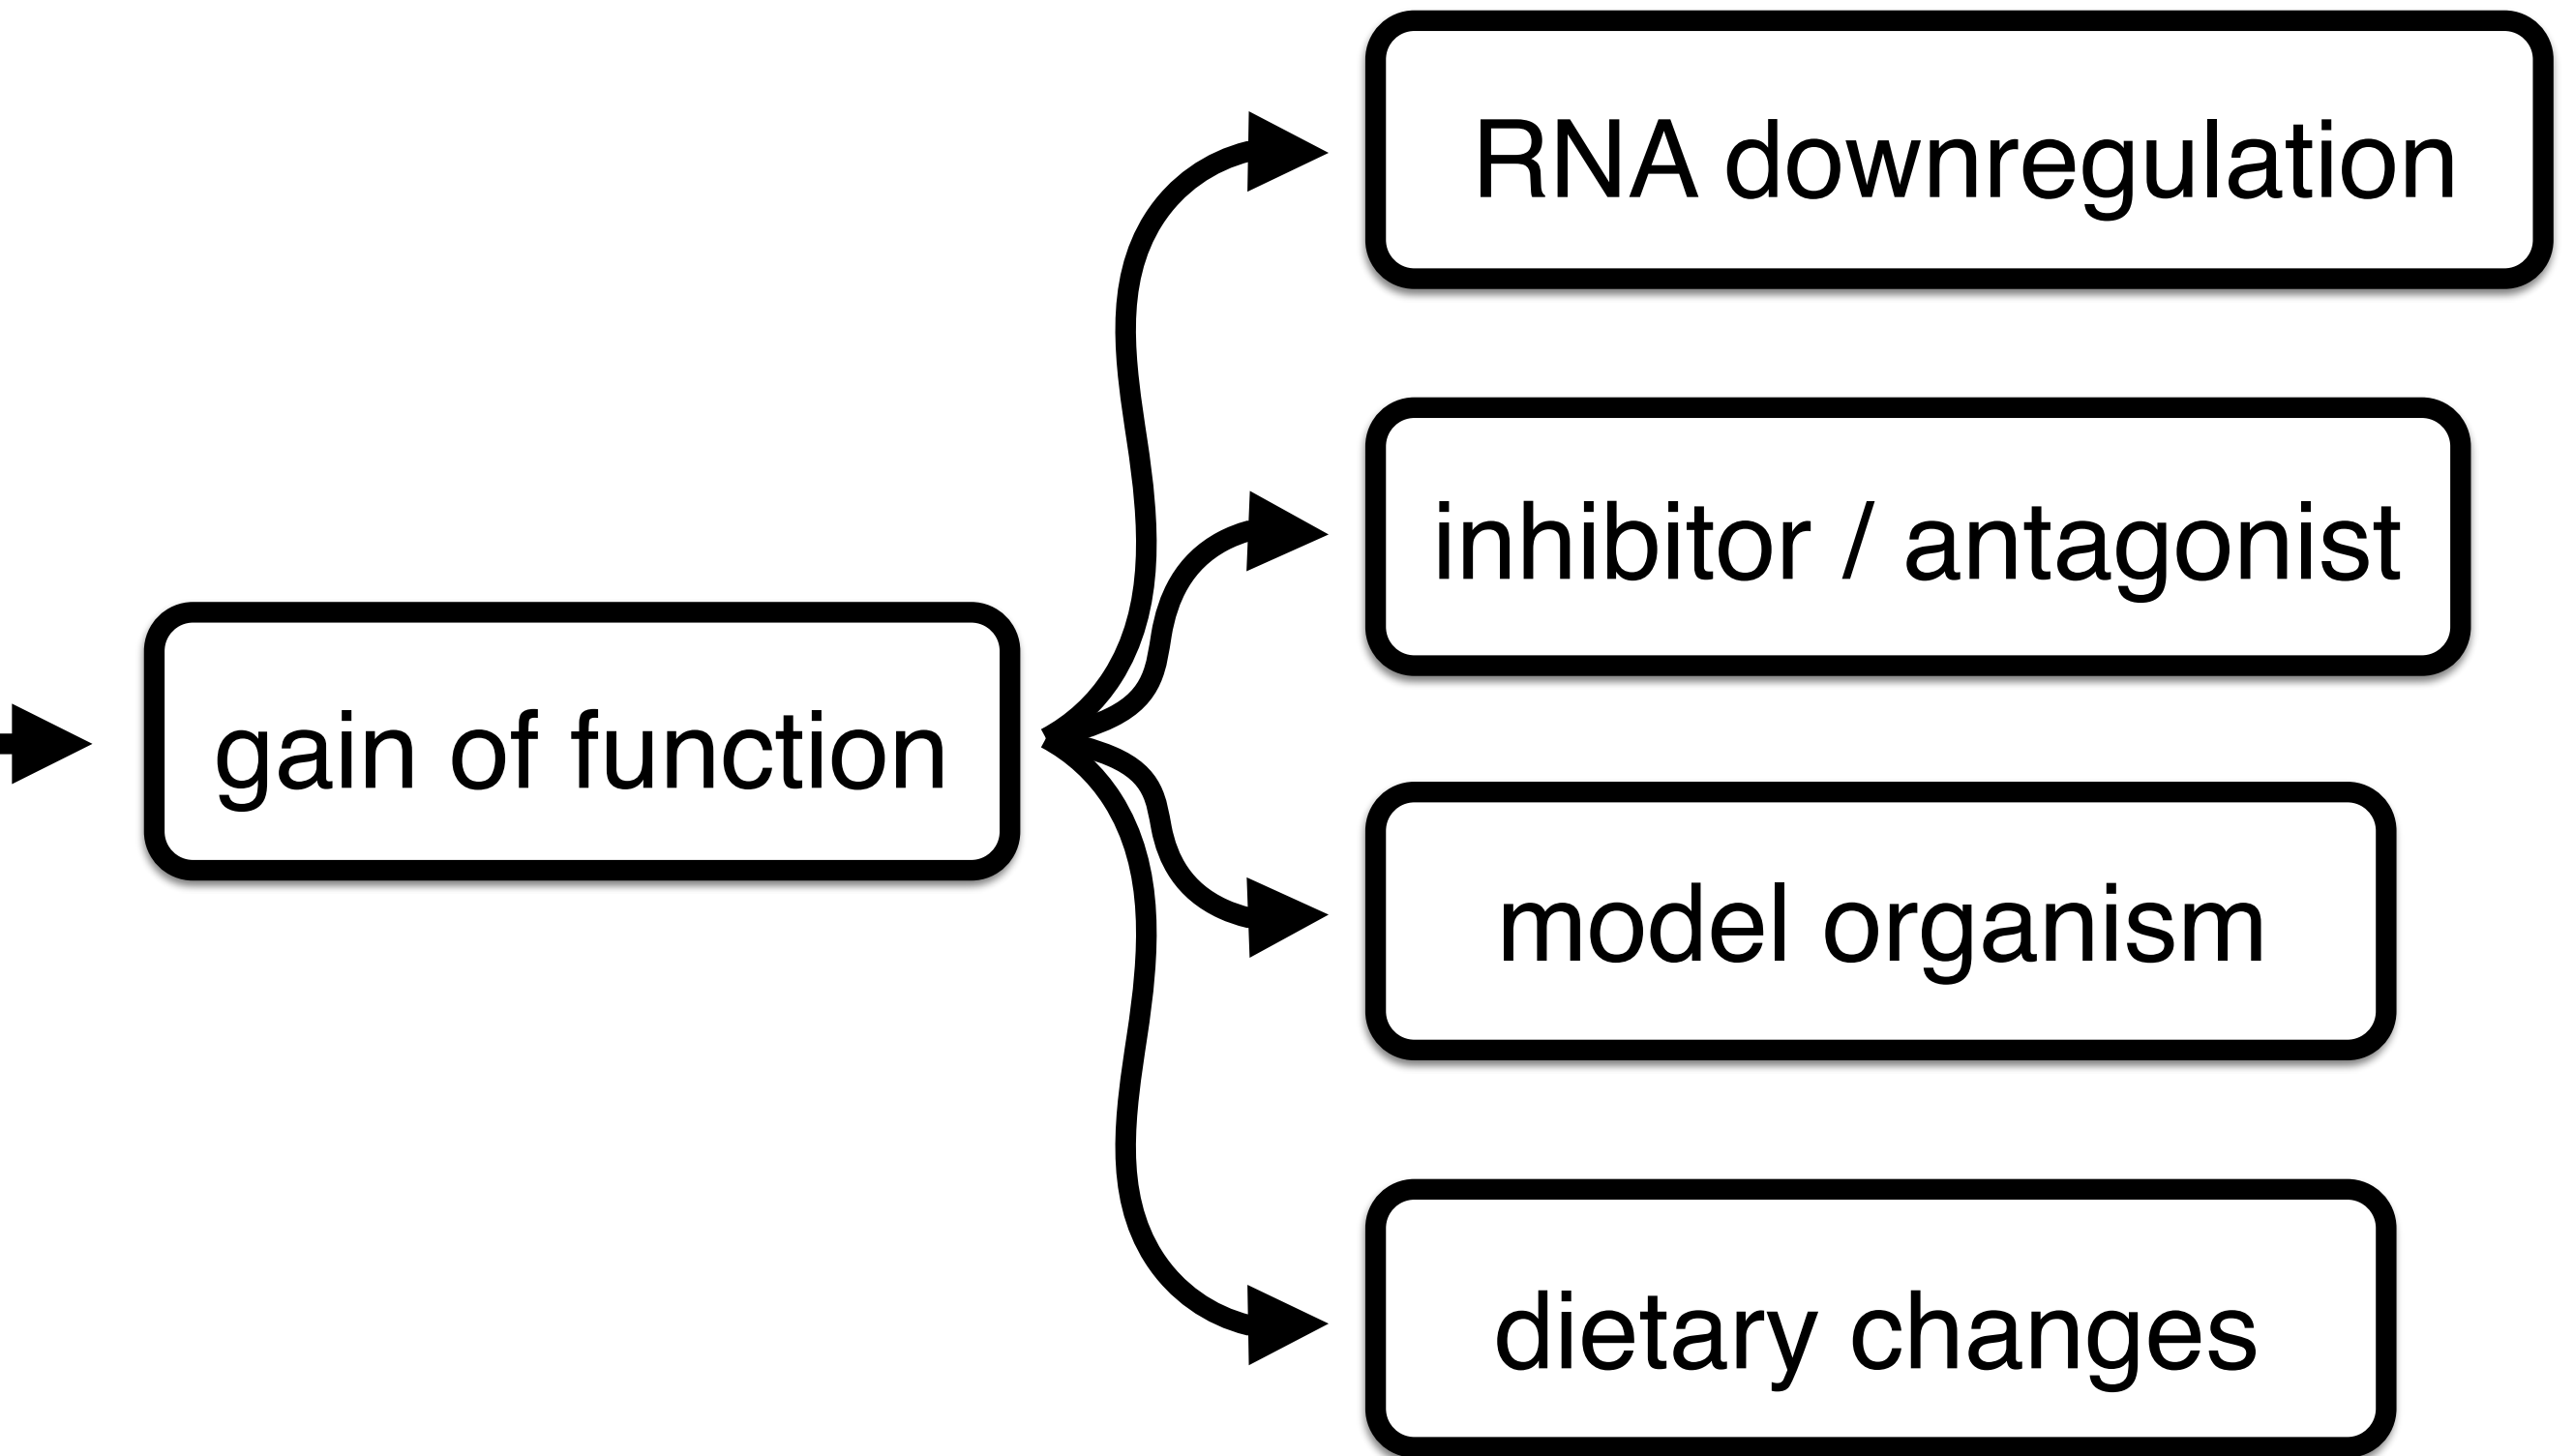 RNA downregulation
inhibitor / antagonist
gain of function
model organism
dietary changes